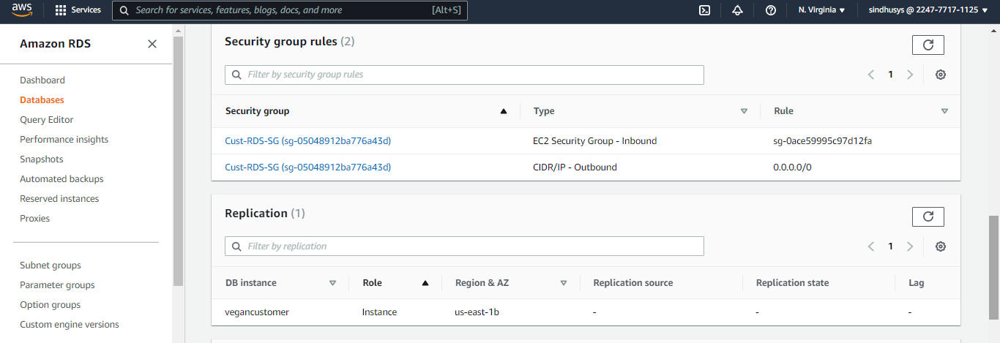 aws Services Search for services, features, blogs, docs, and more [Alt+S] N. Virginia sindhusys @ 2247-7717-1125
Amazon RDS
Dashboard
Databases
Query Editor
Performance insights
Snapshots
Automated backups
Reserved instances
Proxies
Subnet groups
Parameter groups
Option groups
Custom engine versions
Security group rules (2)
Filter by security group rules
1
Security group Type Rule
Cust-RDS-SG (sg-05048912ba776a43d) EC2 Security Group - Inbound sg-0ace59995c97d12fa
Cust-RDS-SG (sg-05048912ba776a43d) CIDR/IP - Outbound 0.0.0.0/0
Replication (1)
Filter by replication
1
DB instance Role Region & AZ Replication source Replication state Lag
vegancustomer Instance us-east-1b - - -